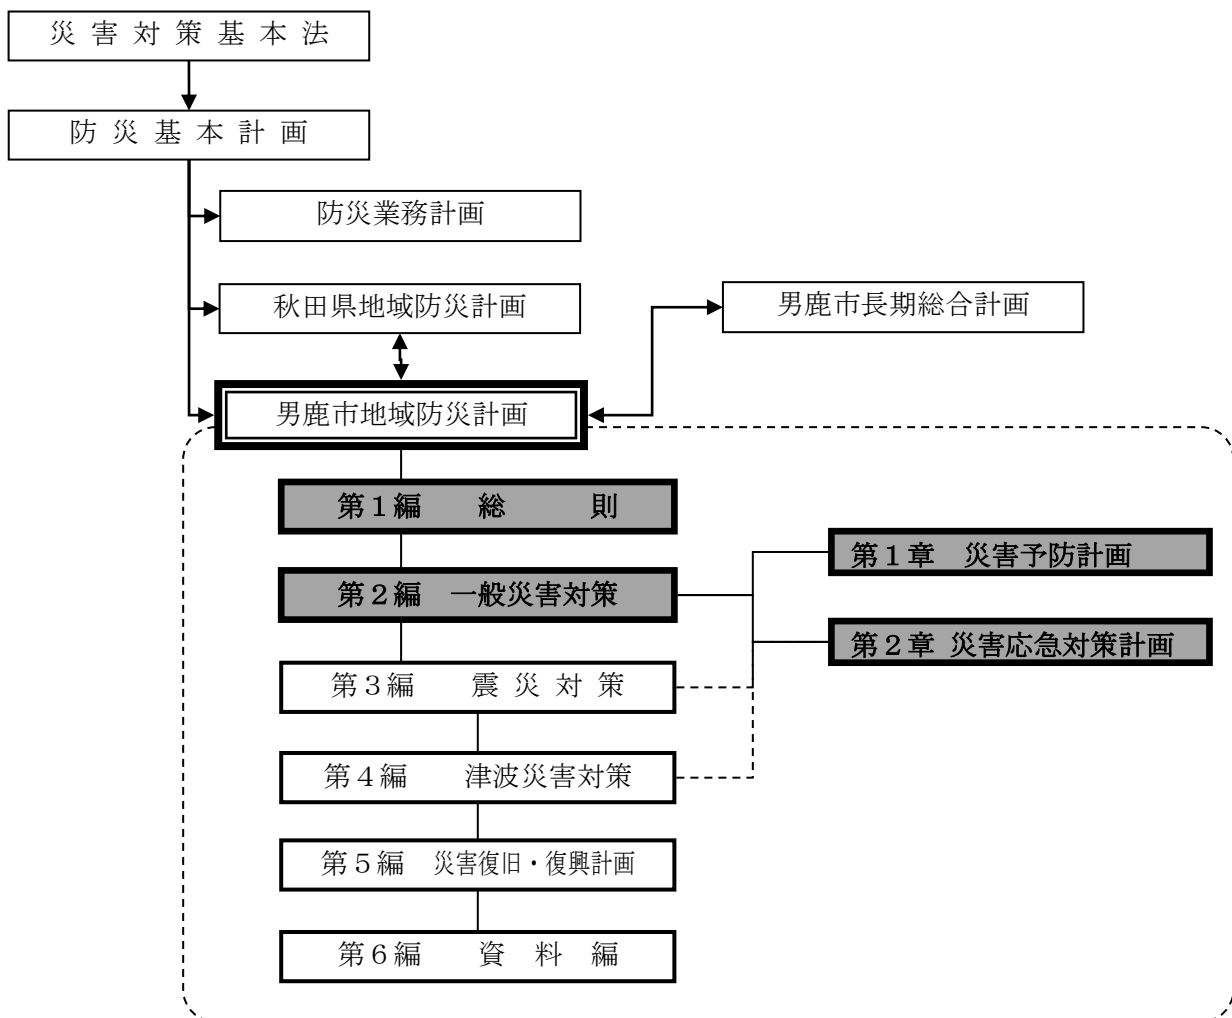 災 害 対 策 基 本 法
防 災 基 本 計 画
防災業務計画
秋田県地域防災計画
男鹿市長期総合計画
男鹿市地域防災計画
第１編　総　　則
第２編　一般災害対策
第１章　災害予防計画
第２章 災害応急対策計画
第３編　震 災 対 策
第４編　津波災害対策
第５編　災害復旧・復興計画
第６編　資 料 編